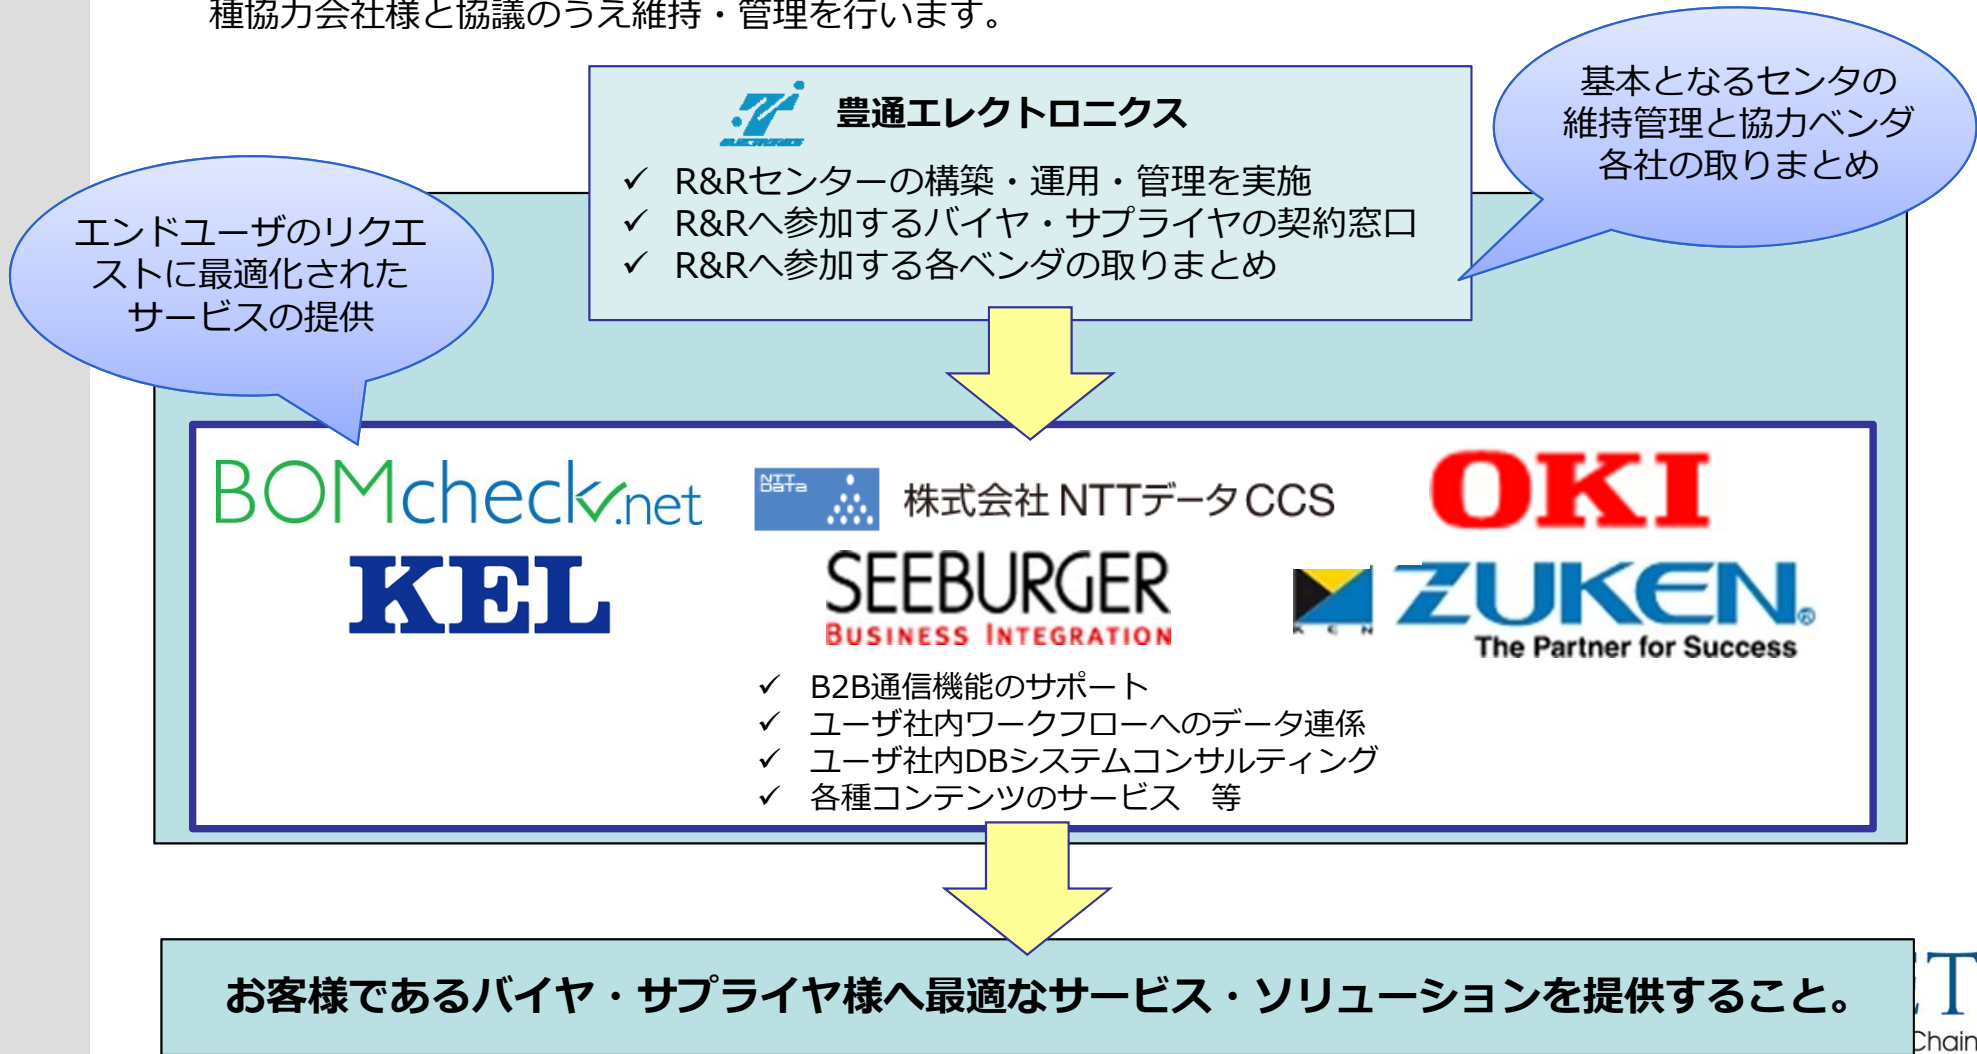 種協力会社様と協議のうえ維持・管理を行います。
豊通エレクトロニクス
ELECTRONICS
✓ R&Rセンターの構築・運用・管理を実施
✓ R&Rへ参加するバイヤ・サプライヤの契約窓口
✓ R&Rへ参加する各ベンダの取りまとめ
基本となるセンタの
維持管理と協力ベンダ
各社の取りまとめ
エンドユーザのリクエ
ストに最適化された
サービスの提供
BOMcheck.net
NTT
DATA
株式会社 NTTデータ CCS
OKI
KEL
SEEBURGER
BUSINESS INTEGRATION
KEN
ZUKEN®
The Partner for Success
✓ B2B通信機能のサポート
✓ ユーザ社内ワークフローへのデータ連係
✓ ユーザ社内DBシステムコンサルティング
✓ 各種コンテンツのサービス　等
お客様であるバイヤ・サプライヤ様へ最適なサービス・ソリューションを提供すること。
Chain